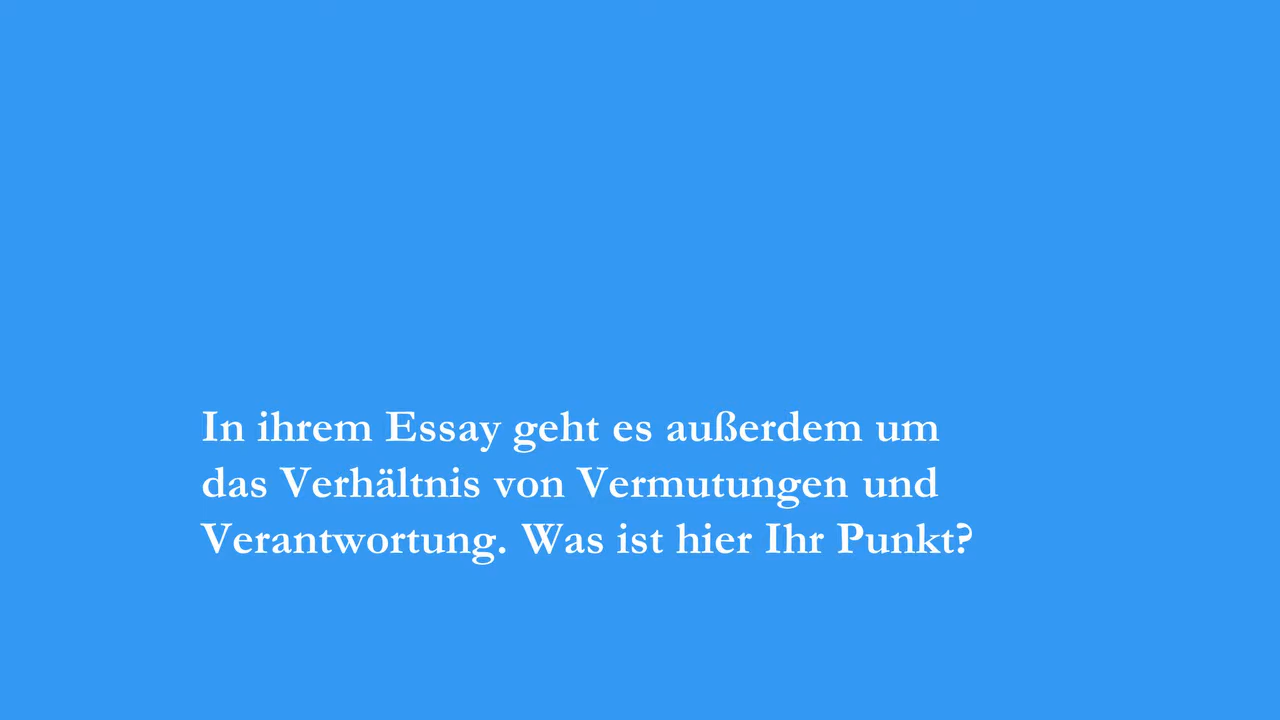 In ihrem Essay geht es außerdem um
das Verhältnis von Vermutungen und
Verantwortung. Was ist hier Ihr Punkt?